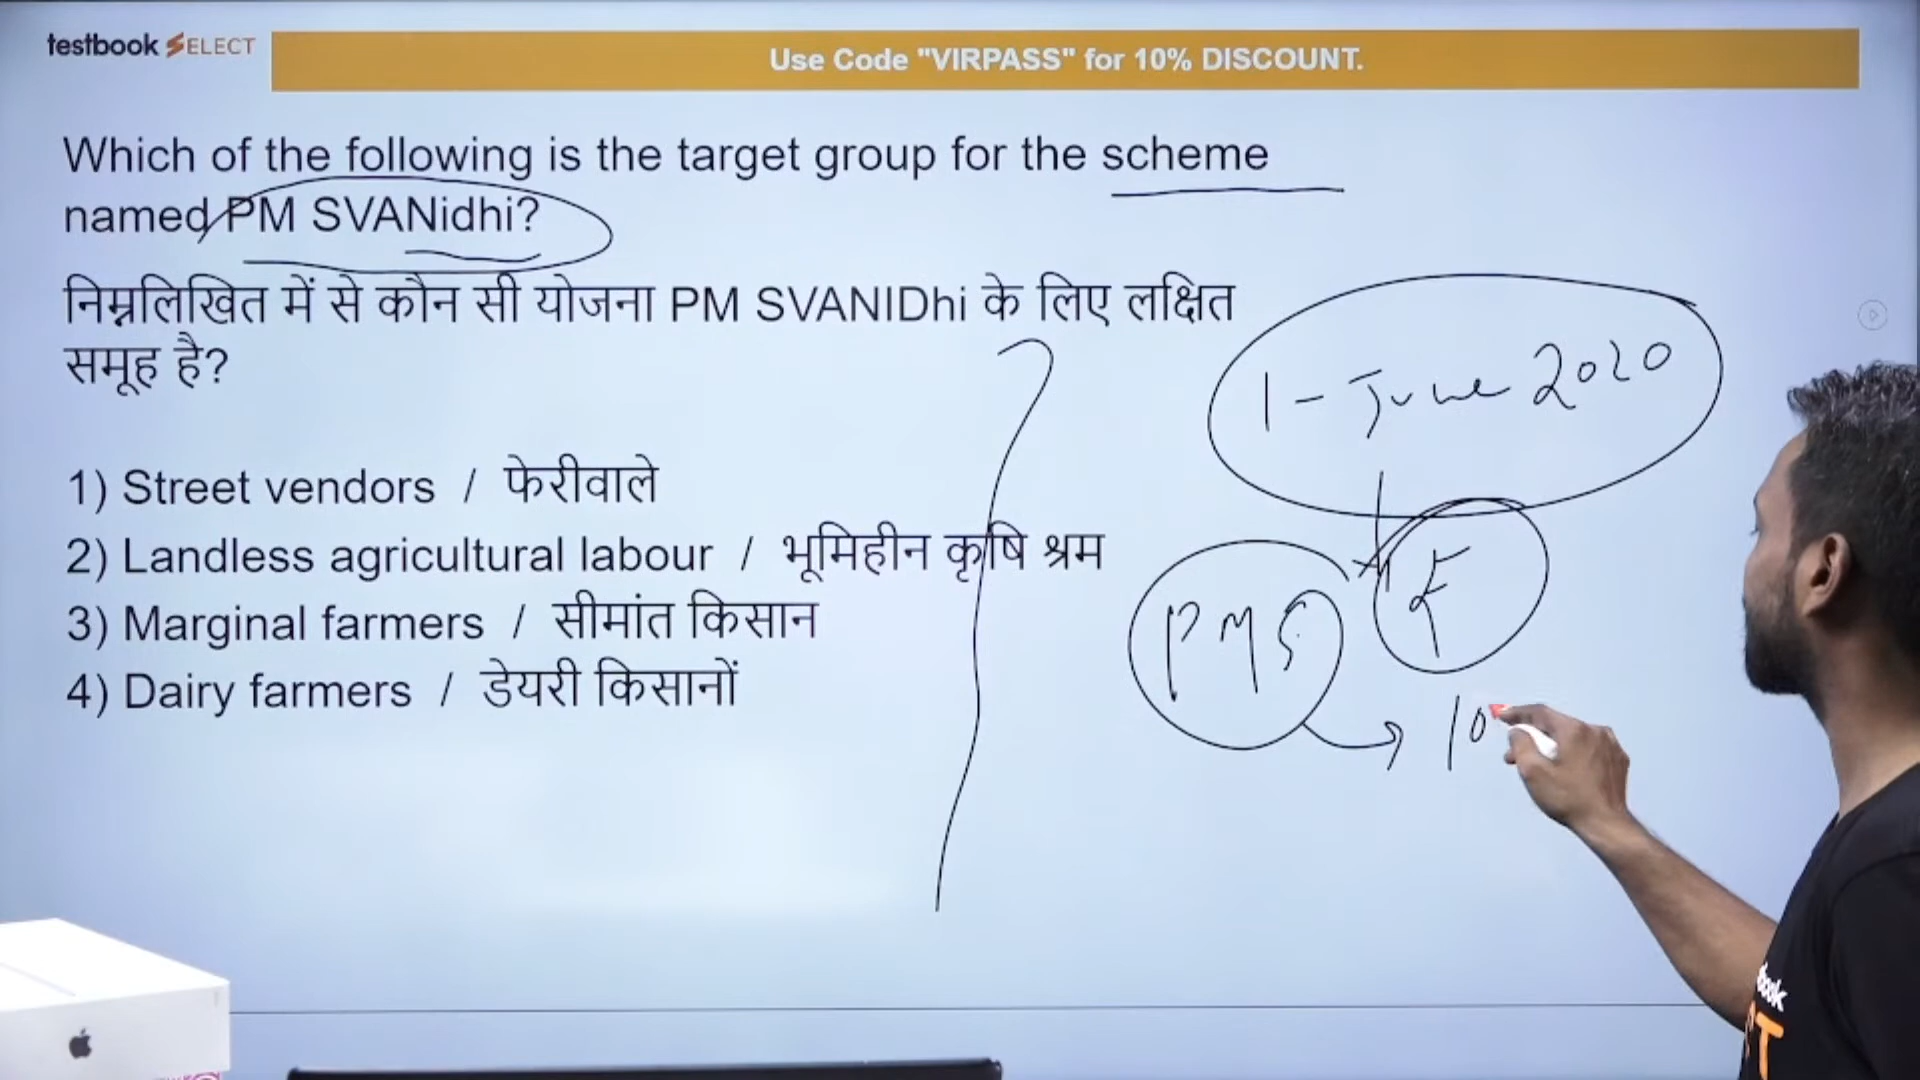 testbook SELECT
Use Code "VIRPASS" for 10% DISCOUNT.
Which of the following is the target group for the scheme
named PM SVANidhi?
निम्नलिखित में से कौन सी योजना PM SVANIDhi के लिए लक्षित
समूह है?
1) Street vendors / फेरीवाले
2) Landless agricultural labour / भूमिहीन कृषि श्रम
3) Marginal farmers / सीमांत किसान
4) Dairy farmers / डेयरी किसानों
1 - June 2020
PMS
10